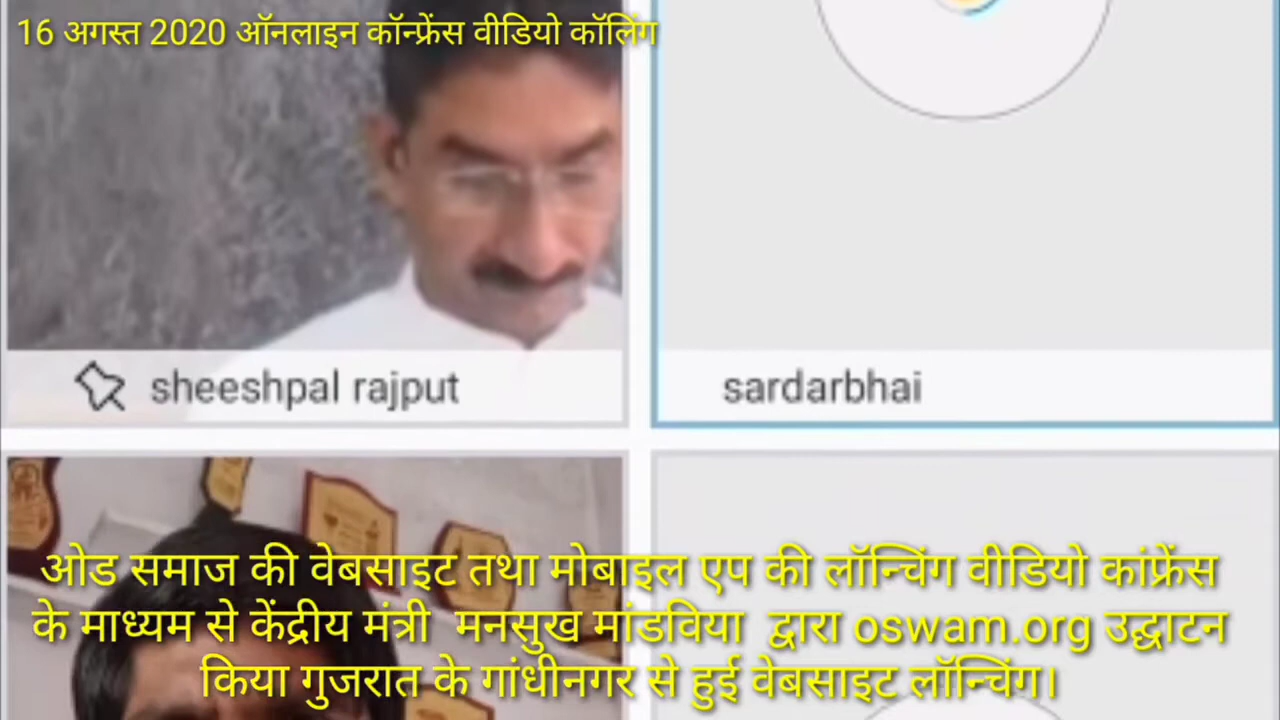 16 अगस्त 2020 ऑनलाइन कॉन्फ्रेंस वीडियो कॉलिंग
sheeshpal rajput
sardarbhai
ओड समाज की वेबसाइट तथा मोबाइल एप की लॉन्चिंग वीडियो कांफ्रेंस
के माध्यम से केंद्रीय मंत्री मनसुख मांडविया द्वारा oswam.org उद्घाटन
किया गुजरात के गांधीनगर से हुई वेबसाइट लॉन्चिंग।